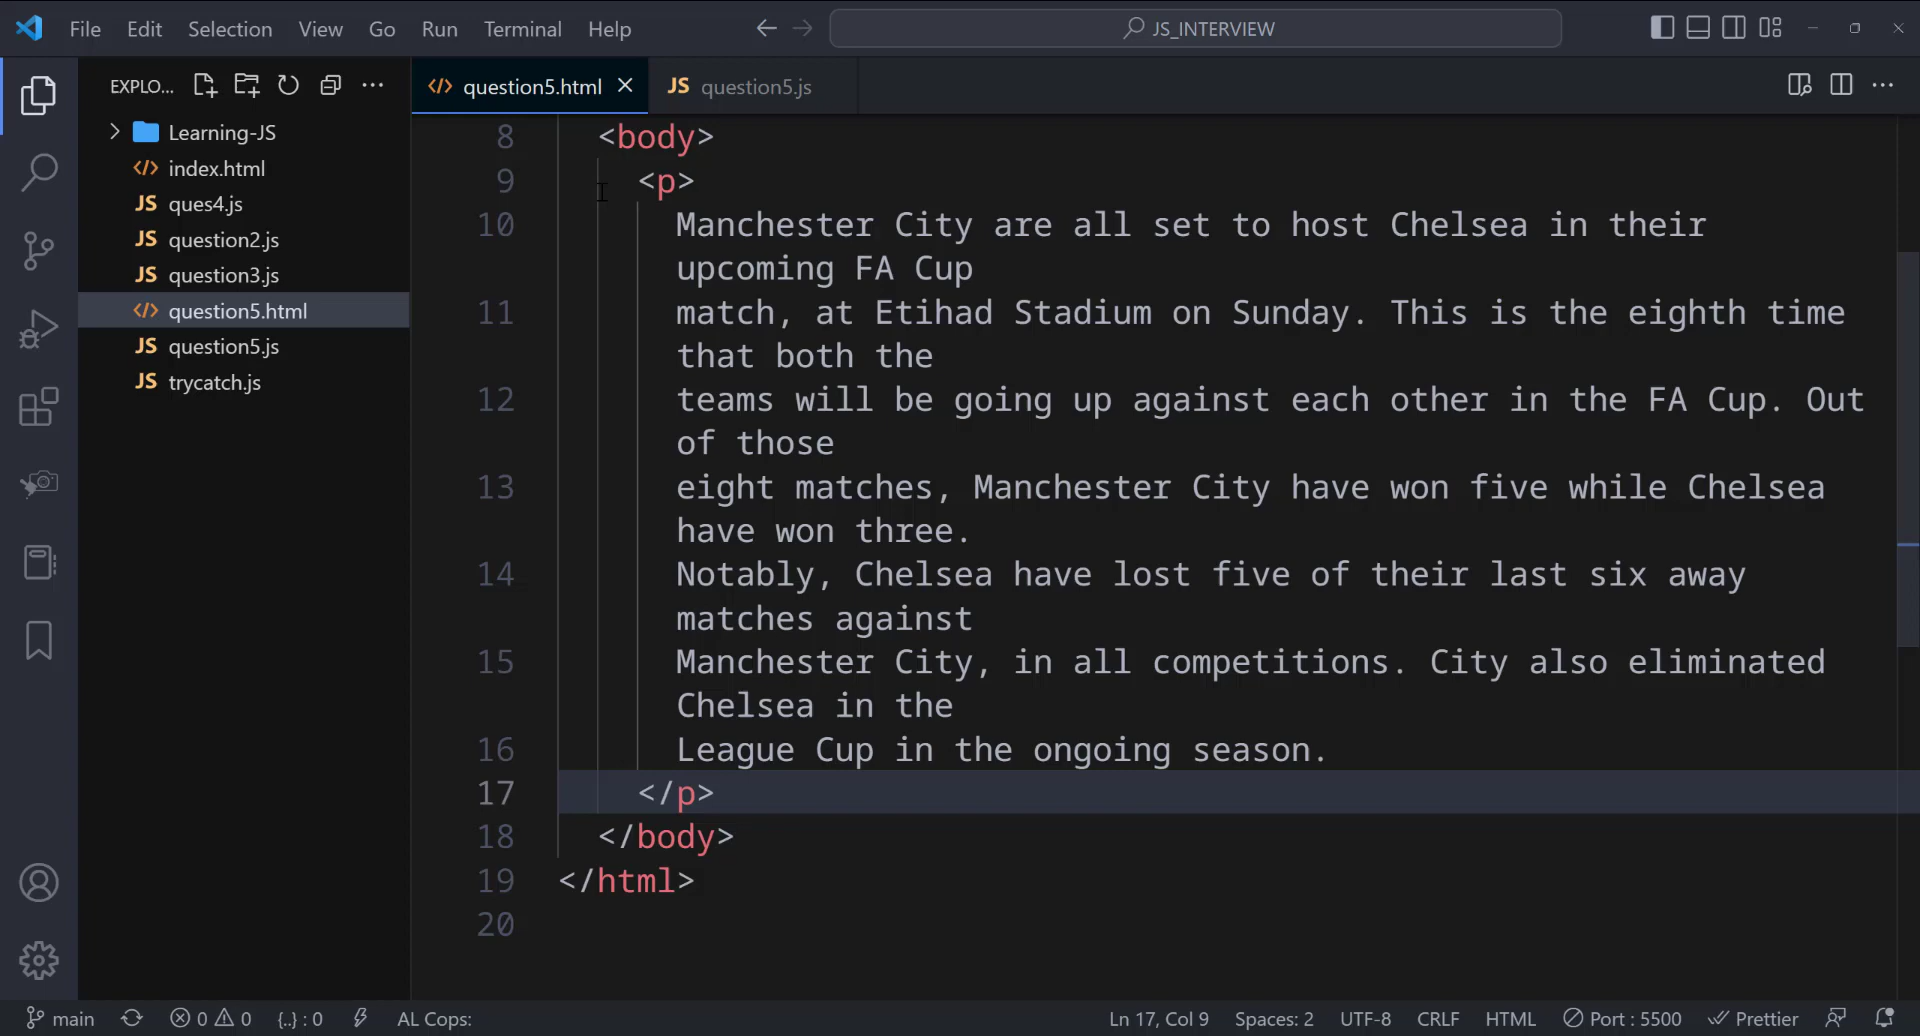 File Edit Selection View Go Run Terminal Help
JS_INTERVIEW
EXPLO...
Learning-JS
</> index.html
JS ques4.js
JS question2.js
JS question3.js
</> question5.html
JS question5.js
JS trycatch.js
</> question5.html
JS question5.js
8 <body>
9 <p>
10 Manchester City are all set to host Chelsea in their
upcoming FA Cup
11 match, at Etihad Stadium on Sunday. This is the eighth time
that both the
12 teams will be going up against each other in the FA Cup. Out
of those
13 eight matches, Manchester City have won five while Chelsea
have won three.
14 Notably, Chelsea have lost five of their last six away
matches against
15 Manchester City, in all competitions. City also eliminated
Chelsea in the
16 League Cup in the ongoing season.
17 </p>
18 </body>
19 </html>
20
main 0 0 {..} : 0 AL Cops: Ln 17, Col 9 Spaces: 2 UTF-8 CRLF HTML Port : 5500 Prettier